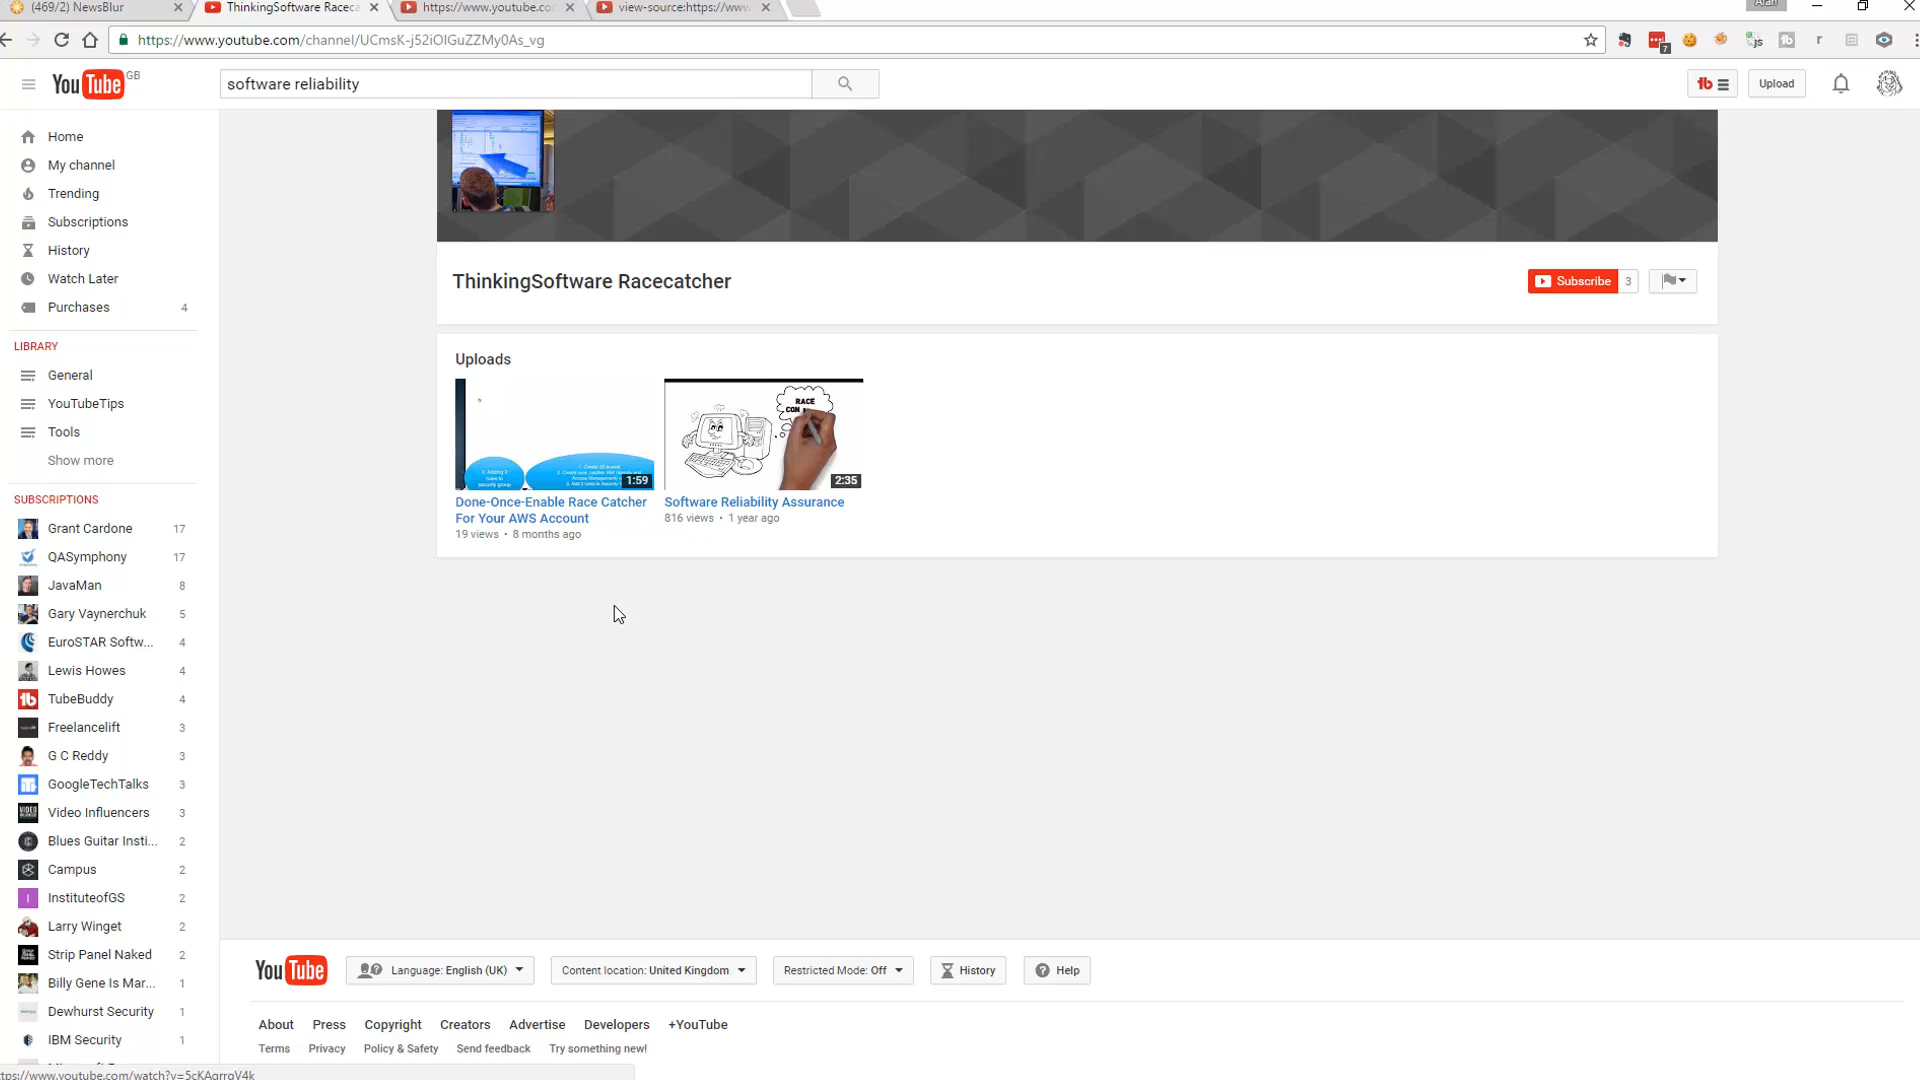 (469/2) NewsBlur
ThinkingSoftware Raceca
https://www.youtube.com
view-source:https://www.
https://www.youtube.com/channel/UCmsK-j52iOIGuZZMy0As_vg
7
js
r
YouTube GB
software reliability
Upload
Home
My channel
Trending
Subscriptions
History
Watch Later
Purchases 4
LIBRARY
General
YouTubeTips
Tools
Show more
SUBSCRIPTIONS
Grant Cardone 17
QASymphony 17
JavaMan 8
Gary Vaynerchuk 5
EuroSTAR Softw... 4
Lewis Howes 4
TubeBuddy 4
Freelancelift 3
G C Reddy 3
GoogleTechTalks 3
Video Influencers 3
Blues Guitar Insti... 2
Campus 2
InstituteofGS 2
Larry Winget 2
Strip Panel Naked 2
Billy Gene Is Mar... 1
Dewhurst Security 1
IBM Security 1
ThinkingSoftware Racecatcher
Subscribe 3
Uploads
RACE
CON
1:59
2:35
Done-Once-Enable Race Catcher
For Your AWS Account
19 views • 8 months ago
Software Reliability Assurance
816 views • 1 year ago
YouTube
Language: English (UK)
Content location: United Kingdom
Restricted Mode: Off
History
Help
About Press Copyright Creators Advertise Developers +YouTube
Terms Privacy Policy & Safety Send feedback Try something new!